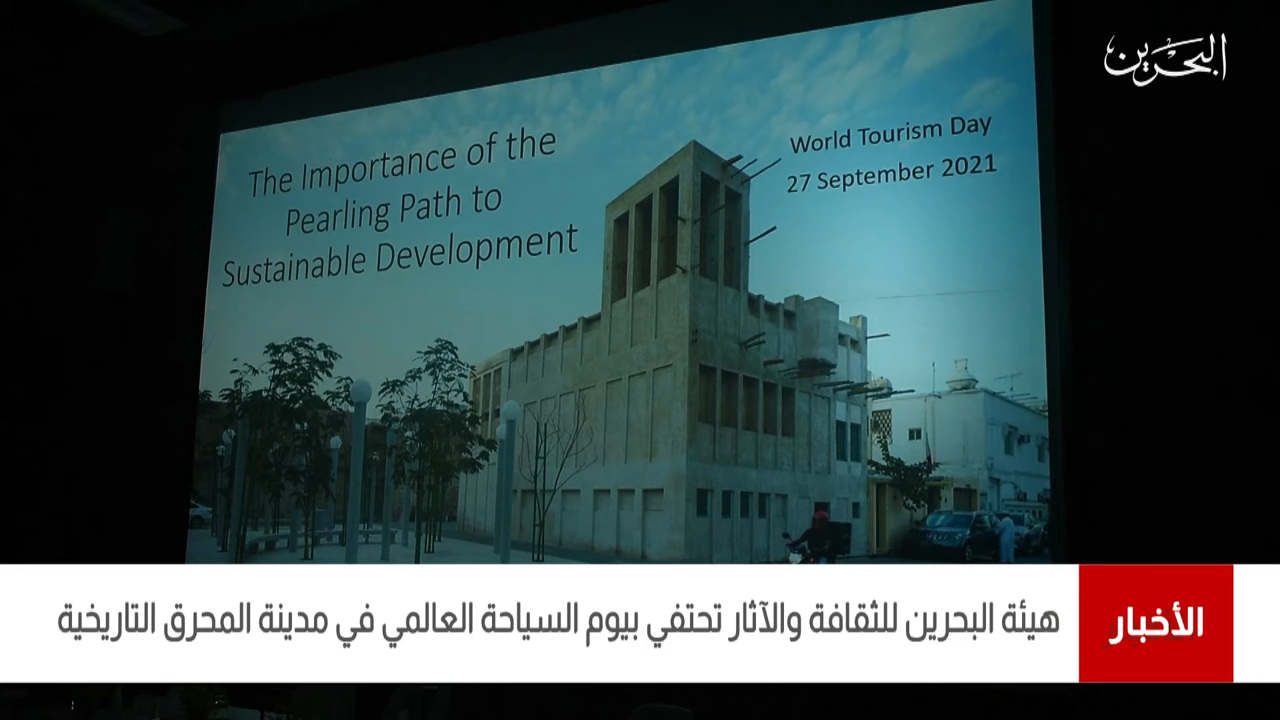 البحرين
The Importance of the
Pearling Path to
Sustainable Development
World Tourism Day
27 September 2021
الأخبار
هيئة البحرين للثقافة والآثار تحتفي بيوم السياحة العالمي في مدينة المحرق التاريخية